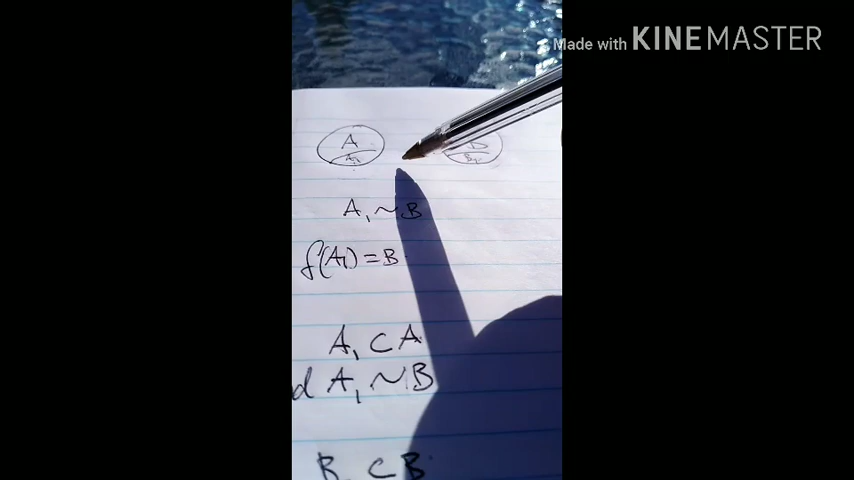 Made with KINEMASTER
A
A₁
B₁
A₁ ~ B
f(A₁) = B
A₁ ⊂ A
d A₁ ~ B
B ⊂ B